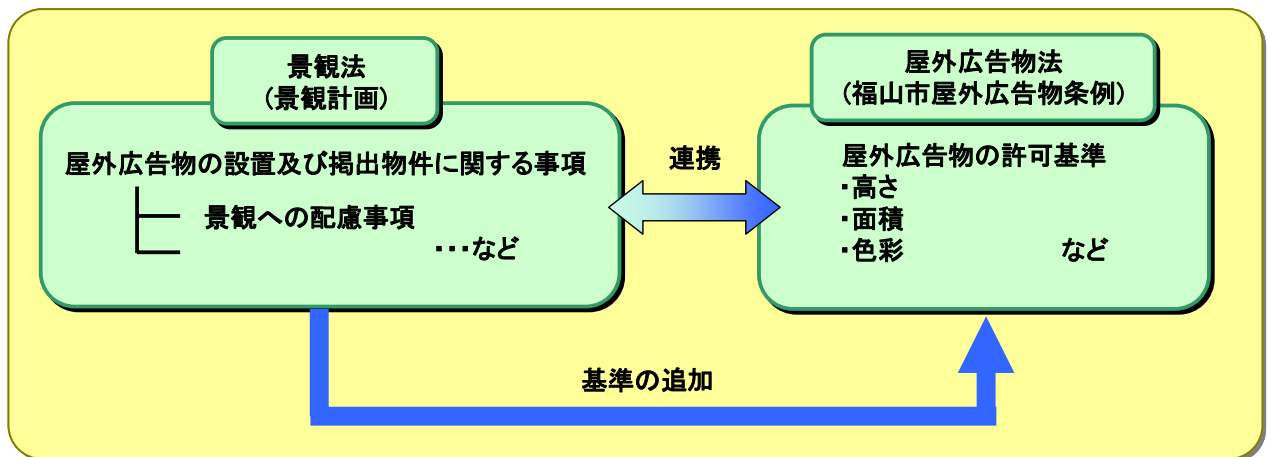 景観法
(景観計画)
屋外広告物の設置及び掲出物件に関する事項
景観への配慮事項
・・・など
連携
屋外広告物法
(福山市屋外広告物条例)
屋外広告物の許可基準
・高さ
・面積
・色彩 など
基準の追加